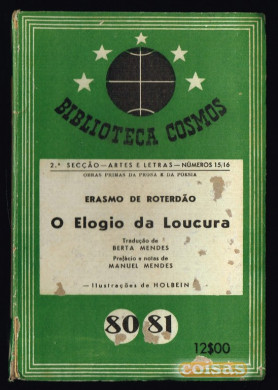 BIBLIOTECA COSMOS
2.ª SECÇÃO—ARTES E LETRAS—NÚMEROS 15/16
OBRAS PRIMAS DA PROSA E DA POESIA
ERASMO DE ROTERDÃO
O Elogio da Loucura
Tradução de
BERTA MENDES
Prefácio e notas de
MANUEL MENDES
—Ilustrações de HOLBEIN
80 81
12$00
coisas